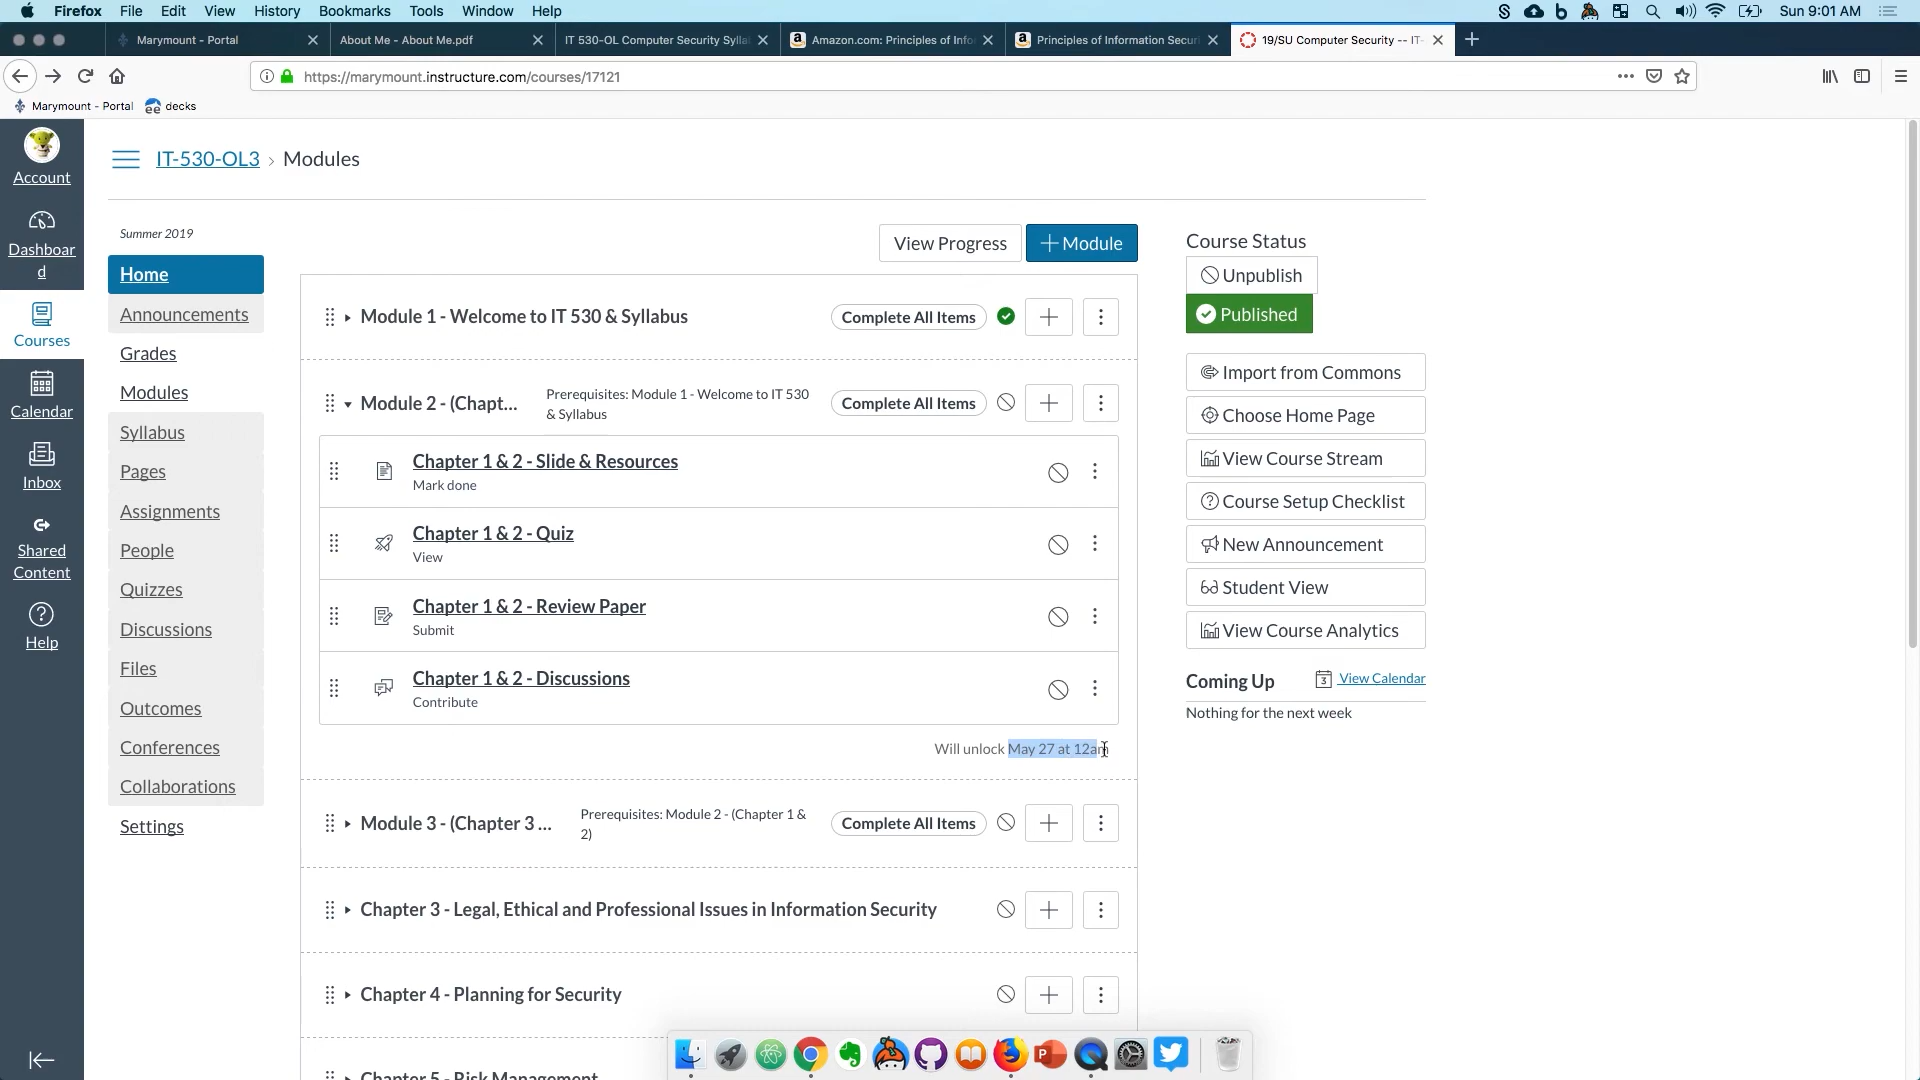 Firefox File Edit View History Bookmarks Tools Window Help Sun 9:01 AM
Marymount - Portal About Me - About Me.pdf IT 530-OL Computer Security Sylla Amazon.com: Principles of Info Principles of Information Securi 19/SU Computer Security -- IT-
https://marymount.instructure.com/courses/17121
Marymount - Portal decks
IT-530-OL3 › Modules
Account
Dashboar
d
Courses
Calendar
Inbox
Shared
Content
Help
Summer 2019
Home
Announcements
Grades
Modules
Syllabus
Pages
Assignments
People
Quizzes
Discussions
Files
Outcomes
Conferences
Collaborations
Settings
View Progress
Module
Module 1 - Welcome to IT 530 & Syllabus
Complete All Items
Module 2 - (Chapt...
Prerequisites: Module 1 - Welcome to IT 530
& Syllabus
Complete All Items
Chapter 1 & 2 - Slide & Resources
Mark done
Chapter 1 & 2 - Quiz
View
Chapter 1 & 2 - Review Paper
Submit
Chapter 1 & 2 - Discussions
Contribute
Will unlock May 27 at 12am
Module 3 - (Chapter 3 ...
Prerequisites: Module 2 - (Chapter 1 &
2)
Complete All Items
Chapter 3 - Legal, Ethical and Professional Issues in Information Security
Chapter 4 - Planning for Security
Chapter 5 - Risk Management
Course Status
Unpublish
Published
Import from Commons
Choose Home Page
View Course Stream
Course Setup Checklist
New Announcement
Student View
View Course Analytics
Coming Up
3 View Calendar
Nothing for the next week